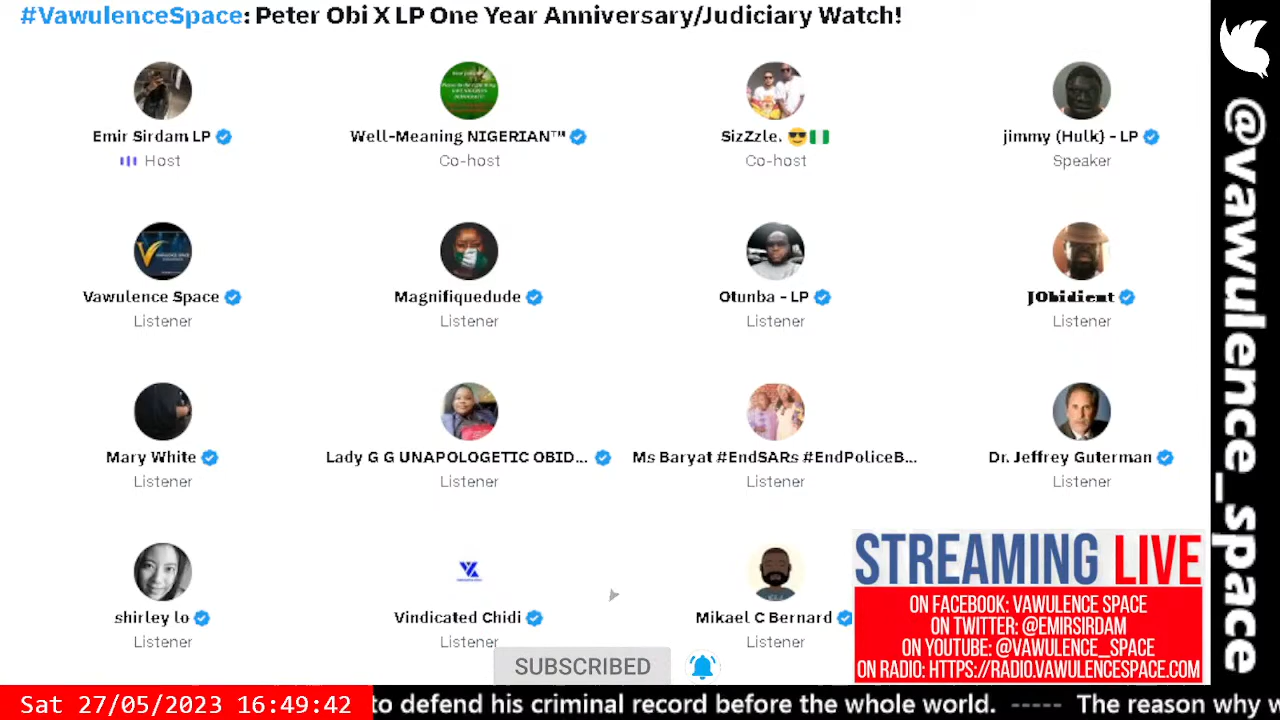 #VawulenceSpace: Peter Obi X LP One Year Anniversary/Judiciary Watch!
Emir Sirdam LP
Host
Well-Meaning NIGERIAN™
Co-host
SizZzle. 😎🇳🇬
Co-host
jimmy (Hulk) - LP
Speaker
Vawulence Space
Listener
Magnifiquedude
Listener
Otunba - LP
Listener
JObidient
Listener
Mary White
Listener
Lady G G UNAPOLOGETIC OBID...
Listener
Ms Baryat #EndSARs #EndPoliceB...
Listener
Dr. Jeffrey Guterman
Listener
shirley lo
Listener
Vindicated Chidi
Listener
Mikael C Bernard
Listener
STREAMING LIVE
ON FACEBOOK: VAWULENCE SPACE
ON TWITTER: @EMIRSIRDAM
ON YOUTUBE: @VAWULENCE_SPACE
ON RADIO: HTTPS://RADIO.VAWULENCESPACE.COM
SUBSCRIBED
@vawulence_space
Sat 27/05/2023 16:49:42
to defend his criminal record before the whole world. ----- The reason why w